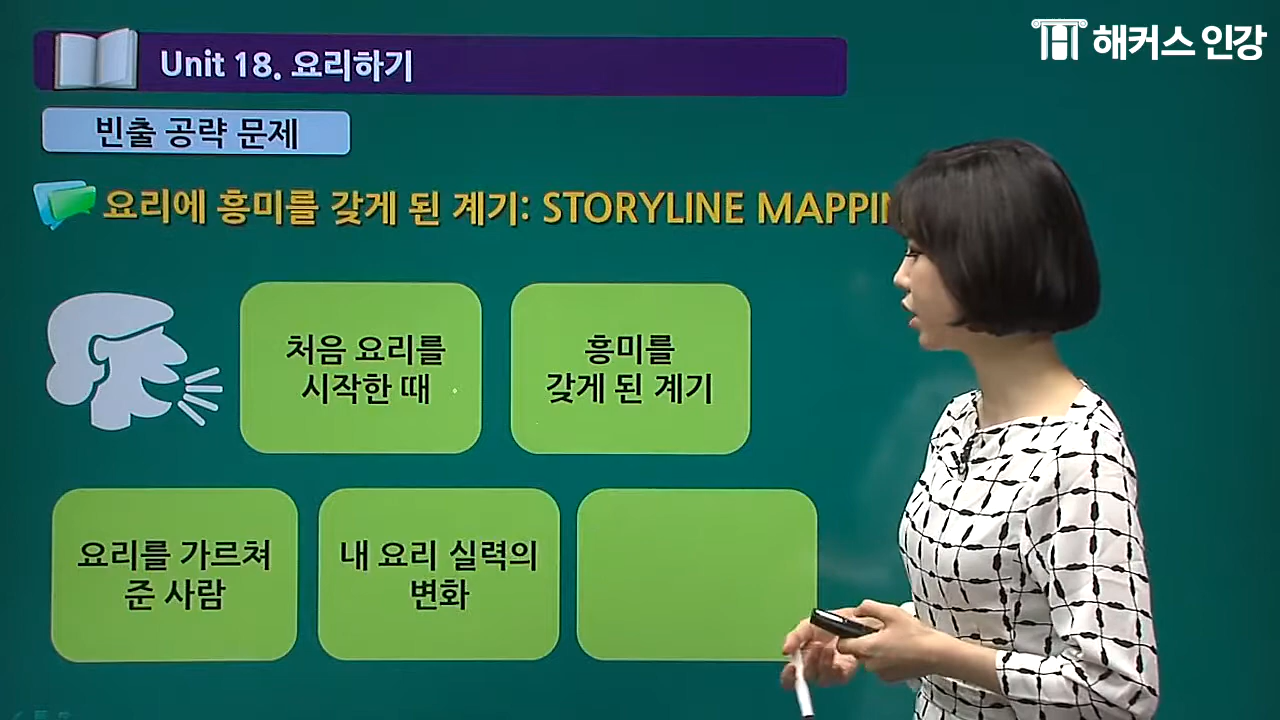 해커스 인강
Unit 18. 요리하기
빈출 공략 문제
요리에 흥미를 갖게 된 계기: STORYLINE MAPPIN
처음 요리를
시작한 때
흥미를
갖게 된 계기
요리를 가르쳐
준 사람
내 요리 실력의
변화